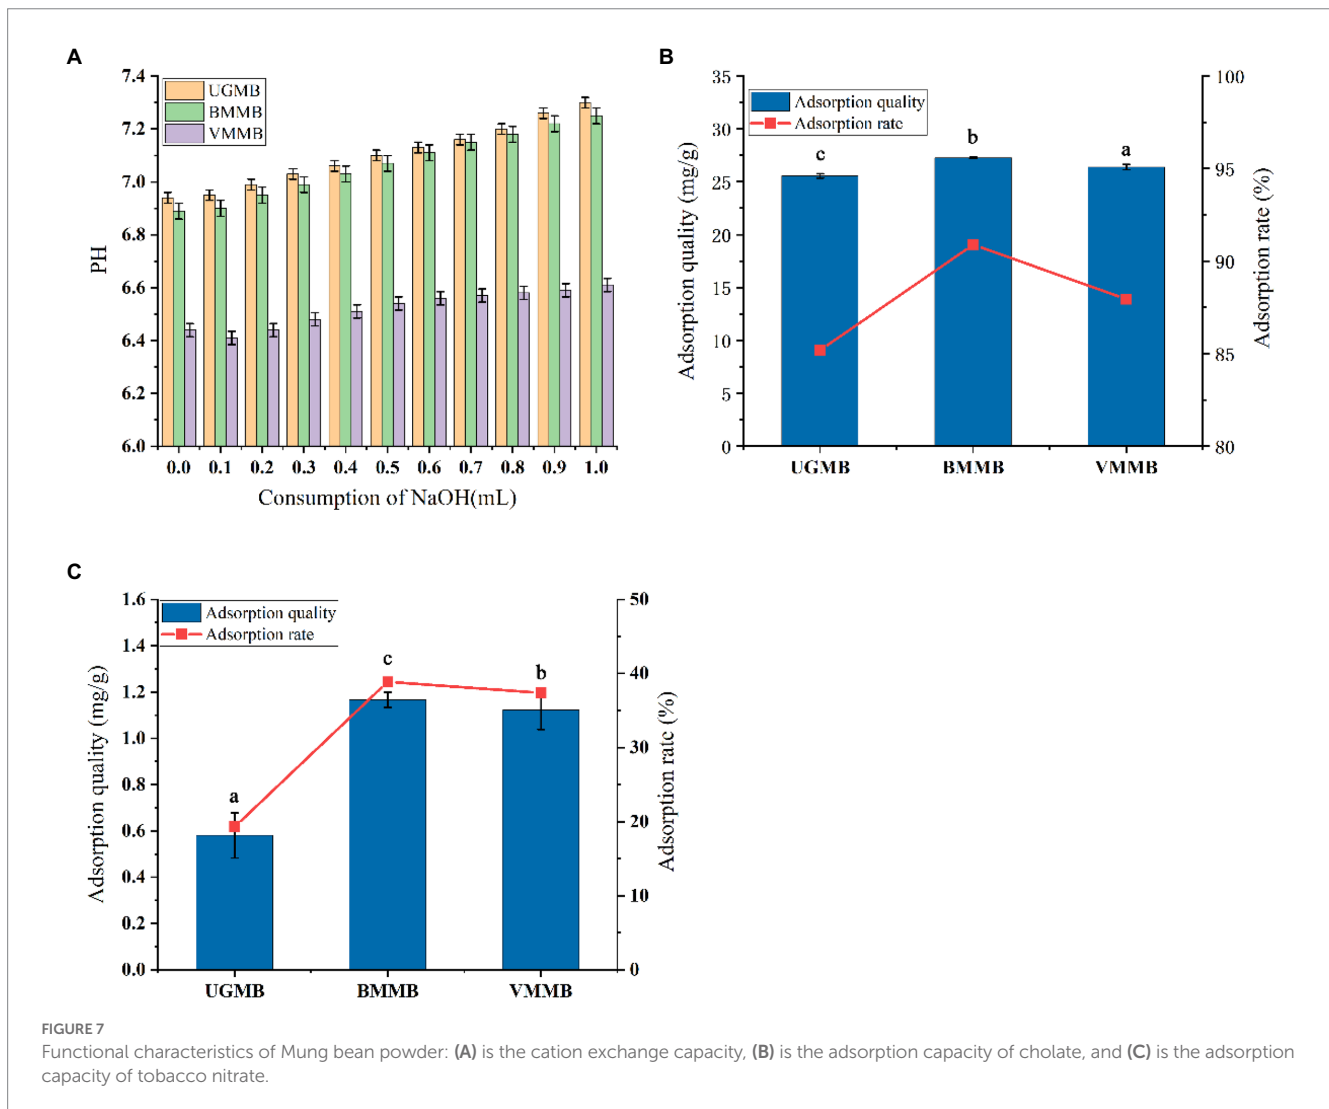 A
7.4
7.2
7.0
6.8
6.6
6.4
6.2
6.0
PH
UGMB
BMMB
VMMB
0.0 0.1 0.2 0.3 0.4 0.5 0.6 0.7 0.8 0.9 1.0
Consumption of NaOH(mL)
B
35
30
25
20
15
10
5
0
Adsorption quality (mg/g)
Adsorption quality
Adsorption rate
c
b
a
100
95
90
85
80
Adsorption rate (%)
UGMB BMMB VMMB
C
1.6
1.4
1.2
1.0
0.8
0.6
0.4
0.2
0.0
Adsorption quality (mg/g)
Adsorption quality
Adsorption rate
a
c
b
50
40
30
20
10
0
Adsorption rate (%)
UGMB BMMB VMMB
FIGURE 7
Functional characteristics of Mung bean powder: (A) is the cation exchange capacity, (B) is the adsorption capacity of cholate, and (C) is the adsorption
capacity of tobacco nitrate.